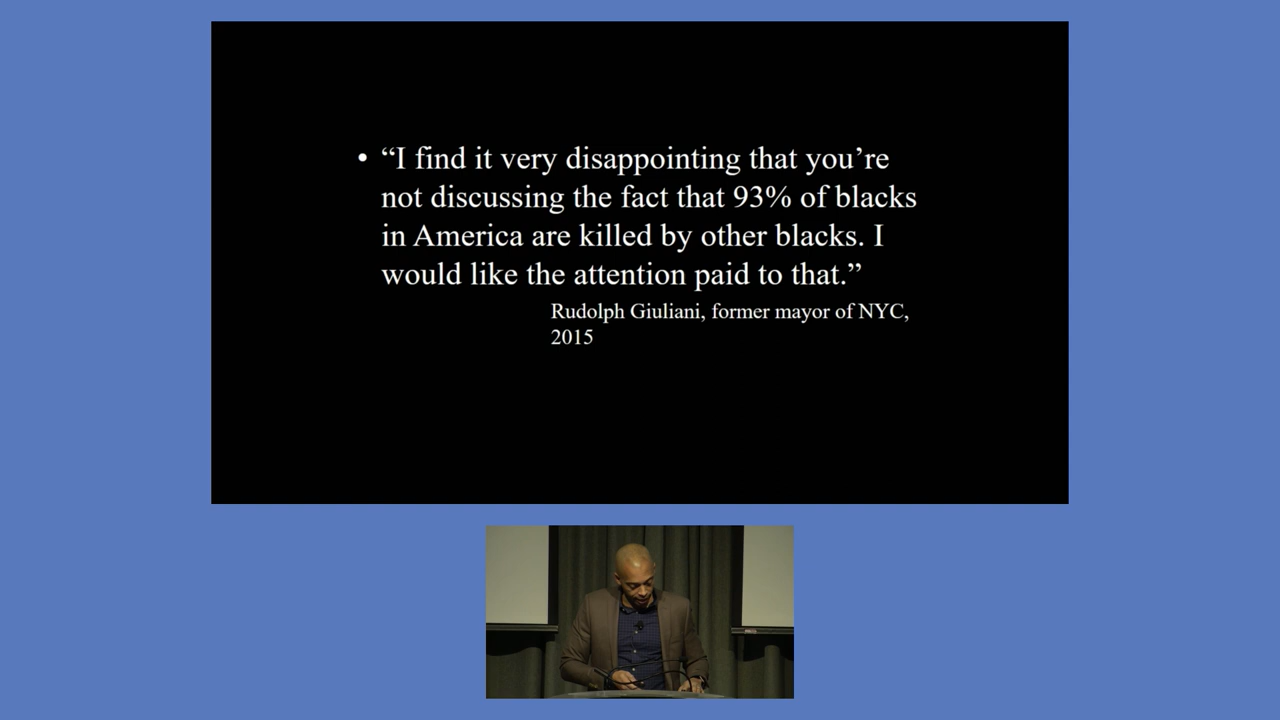 • “I find it very disappointing that you’re
not discussing the fact that 93% of blacks
in America are killed by other blacks. I
would like the attention paid to that.”
Rudolph Giuliani, former mayor of NYC,
2015